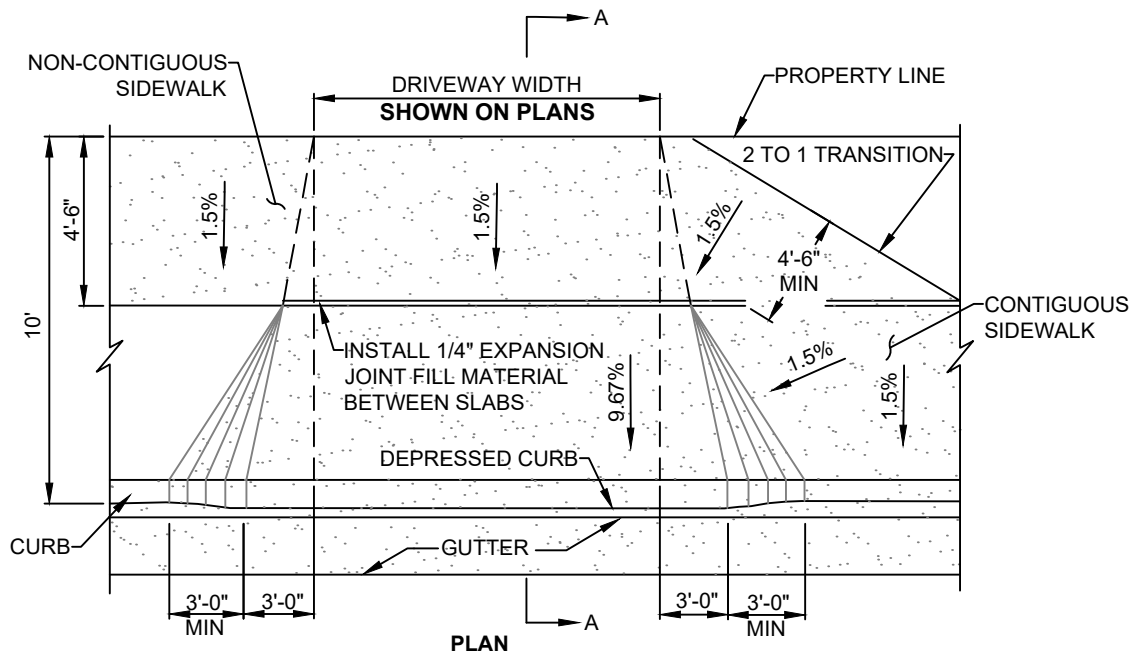 A
NON-CONTIGUOUS
SIDEWALK
DRIVEWAY WIDTH
SHOWN ON PLANS
PROPERTY LINE
2 TO 1 TRANSITION
4'-6"
10'
1.5%
1.5%
1.5%
4'-6"
MIN
CONTIGUOUS
SIDEWALK
INSTALL 1/4" EXPANSION
JOINT FILL MATERIAL
BETWEEN SLABS
9.67%
1.5%
1.5%
DEPRESSED CURB
CURB
GUTTER
3'-0"
MIN
3'-0"
3'-0"
3'-0"
MIN
A
PLAN